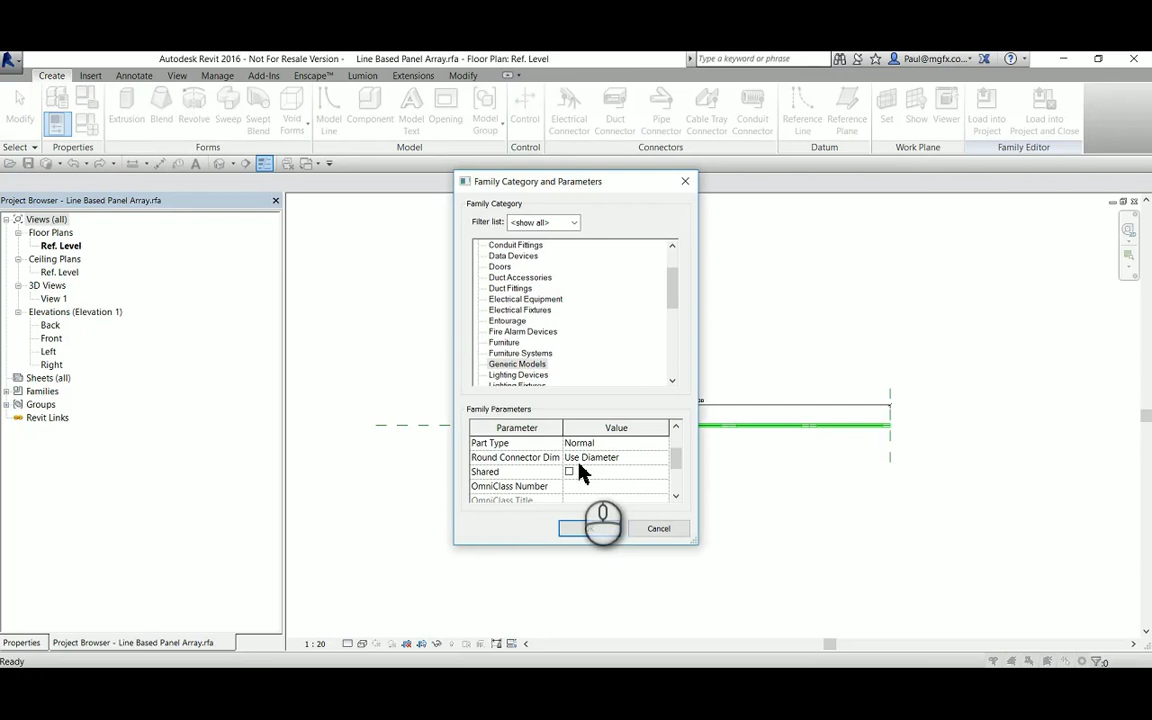 Autodesk Revit 2016 - Not For Resale Version - Line Based Panel Array.rfa - Floor Plan: Ref. Level
Type a keyword or phrase
Paul@mgfx.co...
Create Insert Annotate View Manage Add-Ins Enscape™ Lumion Extensions Modify
Modify
Extrusion Blend Revolve Sweep Swept Blend Void Forms
Model Line Component Model Text Opening Model Group
Control
Electrical Connector Duct Connector Pipe Connector Cable Tray Connector Conduit Connector
Reference Line Reference Plane
Set Show Viewer
Load into Project Load into Project and Close
Select Properties Forms Model Control Connectors Datum Work Plane Family Editor
Project Browser - Line Based Panel Array.rfa
Views (all)
Floor Plans
Ref. Level
Ceiling Plans
Ref. Level
3D Views
View 1
Elevations (Elevation 1)
Back
Front
Left
Right
Sheets (all)
Families
Groups
Revit Links
Family Category and Parameters
Family Category
Filter list: <show all>
Conduit Fittings
Data Devices
Doors
Duct Accessories
Duct Fittings
Electrical Equipment
Electrical Fixtures
Entourage
Fire Alarm Devices
Furniture
Furniture Systems
Generic Models
Lighting Devices
Lighting Fixtures
Family Parameters
Parameter Value
Part Type Normal
Round Connector Dim Use Diameter
Shared
OmniClass Number
OmniClass Title
Cancel
Properties Project Browser - Line Based Panel Array.rfa
1 : 20
Ready
:0